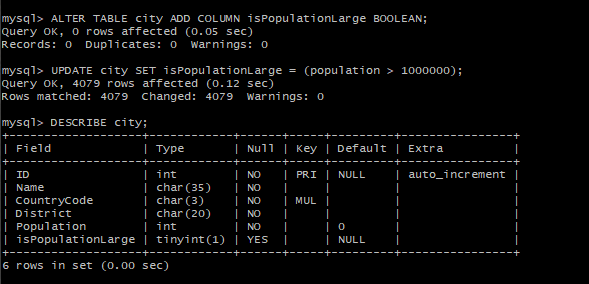 mysql> ALTER TABLE city ADD COLUMN isPopulationLarge BOOLEAN;
Query OK, 0 rows affected (0.05 sec)
Records: 0  Duplicates: 0  Warnings: 0

mysql> UPDATE city SET isPopulationLarge = (population > 1000000);
Query OK, 4079 rows affected (0.12 sec)
Rows matched: 4079  Changed: 4079  Warnings: 0

mysql> DESCRIBE city;
+-------------------+------------+------+-----+---------+----------------+
| Field             | Type       | Null | Key | Default | Extra          |
+-------------------+------------+------+-----+---------+----------------+
| ID                | int        | NO   | PRI | NULL    | auto_increment |
| Name              | char(35)   | NO   |     |         |                |
| CountryCode       | char(3)    | NO   | MUL |         |                |
| District          | char(20)   | NO   |     |         |                |
| Population        | int        | NO   |     | 0       |                |
| isPopulationLarge | tinyint(1) | YES  |     | NULL    |                |
+-------------------+------------+------+-----+---------+----------------+
6 rows in set (0.00 sec)